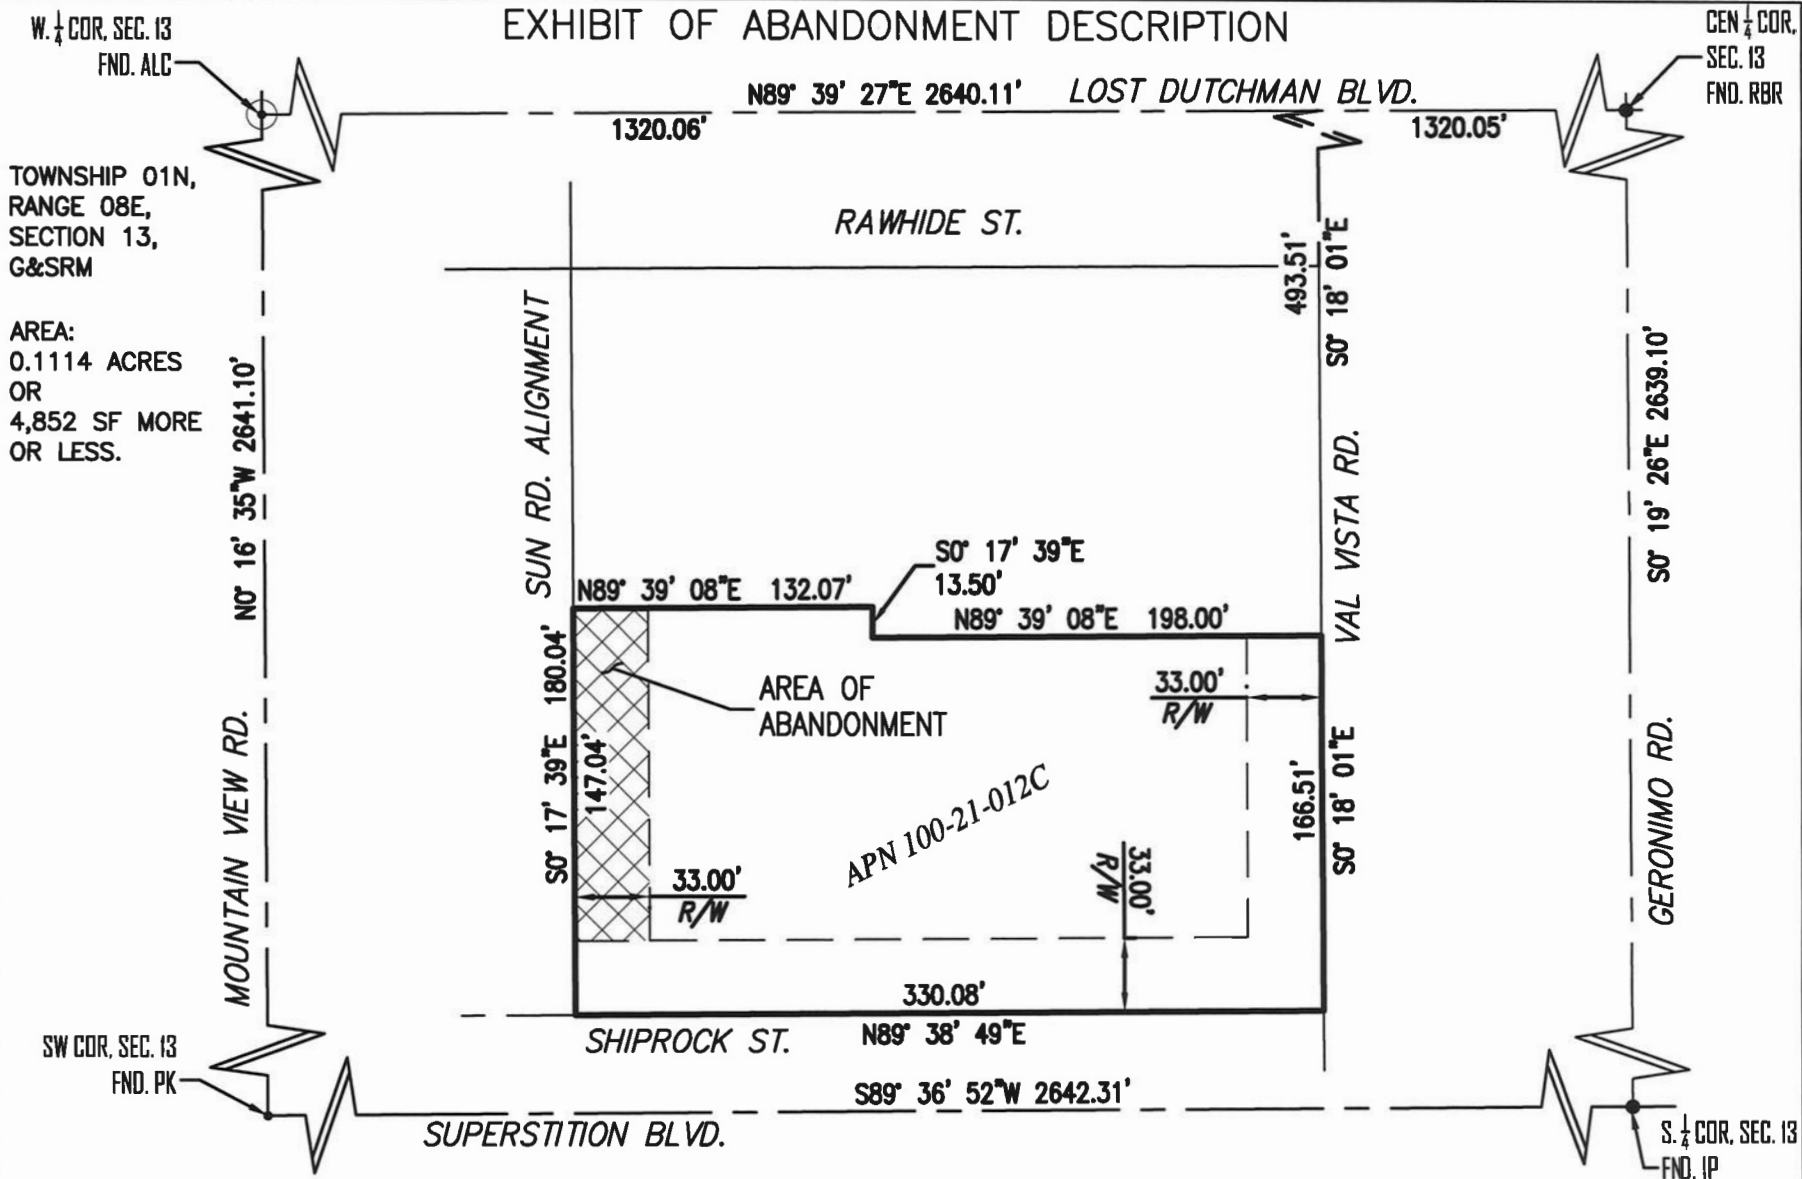 EXHIBIT OF ABANDONMENT DESCRIPTION
W. 1/4 COR, SEC. 13
FND. ALC
CEN 1/4 COR,
SEC. 13
FND. RBR
N89° 39' 27"E 2640.11'
LOST DUTCHMAN BLVD.
1320.06'
1320.05'
TOWNSHIP 01N,
RANGE 08E,
SECTION 13,
G&SRM
AREA:
0.1114 ACRES
OR
4,852 SF MORE
OR LESS.
RAWHIDE ST.
493.51'
S0° 18' 01"E
N0° 16' 35"W 2641.10'
MOUNTAIN VIEW RD.
SUN RD. ALIGNMENT
VAL VISTA RD.
S0° 19' 26"E 2639.10'
GERONIMO RD.
S0° 17' 39"E
13.50'
N89° 39' 08"E 132.07'
N89° 39' 08"E 198.00'
S0° 17' 39"E 180.04'
147.04'
AREA OF
ABANDONMENT
33.00'
R/W
APN 100-21-012C
166.51'
S0° 18' 01"E
33.00'
R/W
33.00'
R/W
330.08'
SHIPROCK ST.
N89° 38' 49"E
SW COR, SEC. 13
FND. PK
S89° 36' 52"W 2642.31'
SUPERSTITION BLVD.
S. 1/4 COR, SEC. 13
FND. IP